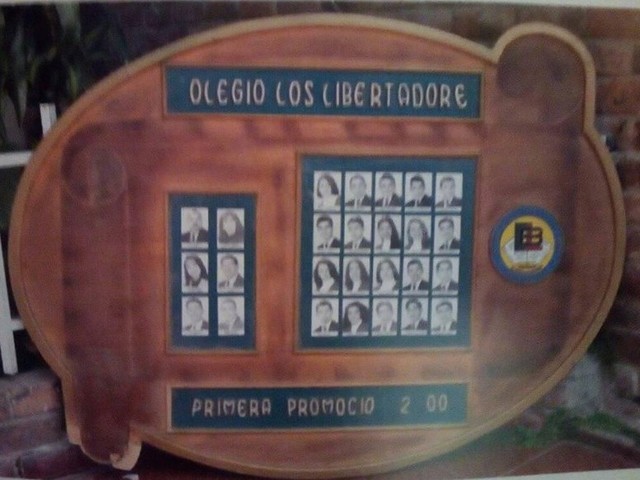 OLEGIO LOS LIBERTADORE
PRIMERA PROMOCIO 2 00